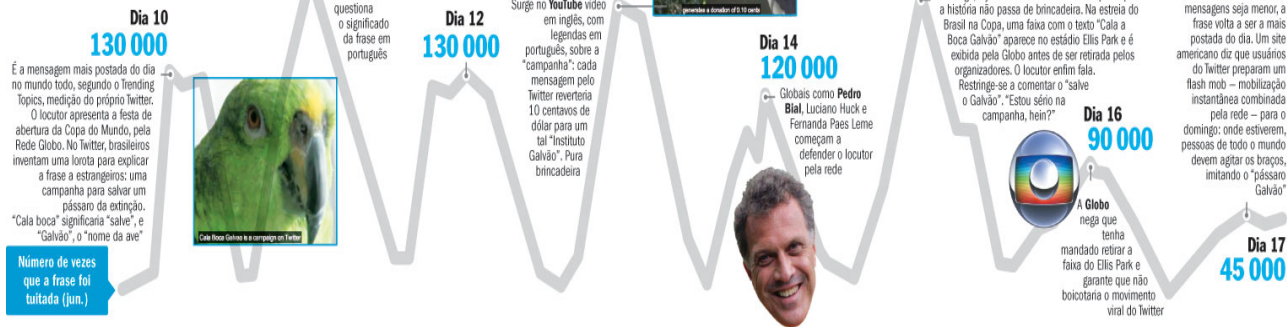 Dia 10
130 000
É a mensagem mais postada do dia
no mundo todo, segundo o Trending
Topics, medição do próprio Twitter.
O locutor apresenta a festa de
abertura da Copa do Mundo, pela
Rede Globo. No Twitter, brasileiros
inventam uma lorota para explicar
a frase a estrangeiros: uma
campanha para salvar um
pássaro da extinção.
"Cala boca" significaria "salve", e
"Galvão", o "nome da ave"
Número de vezes
que a frase foi
tuitada (jun.)
Cala Boca Galvao is a campaign on Twitter
questiona
o significado
da frase em
português
Dia 12
130 000
Surge no YouTube vídeo
em inglês, com
legendas em
português, sobre a
"campanha": cada
mensagem pelo
Twitter reverteria
10 centavos de
dólar para um
tal "Instituto
Galvão". Pura
brincadeira
generates a donation of 0.10 cents
Dia 14
120 000
Globais como Pedro
Bial, Luciano Huck e
Fernanda Paes Leme
começam a
defender o locutor
pela rede
a história não passa de brincadeira. Na estreia do
Brasil na Copa, uma faixa com o texto "Cala a
Boca Galvão" aparece no estádio Ellis Park e é
exibida pela Globo antes de ser retirada pelos
organizadores. O locutor enfim fala.
Restringe-se a comentar o "salve
o Galvão". "Estou sério na
campanha, hein?"
Dia 16
90 000
A Globo
nega que
tenha
mandado retirar a
faixa do Ellis Park e
garante que não
boicotaria o movimento
viral do Twitter
mensagens seja menor, a
frase volta a ser a mais
postada do dia. Um site
americano diz que usuários
do Twitter preparam um
flash mob – mobilização
instantânea combinada
pela rede – para o
domingo: onde estiverem,
pessoas de todo o mundo
devem agitar os braços,
imitando o "pássaro
Galvão"
Dia 17
45 000